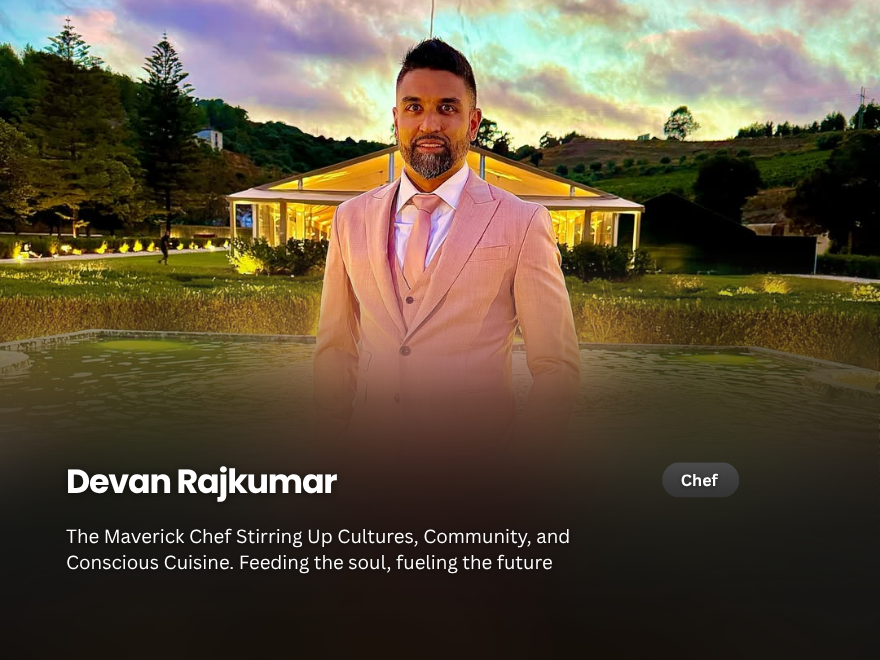 Devan Rajkumar
Chef
The Maverick Chef Stirring Up Cultures, Community, and
Conscious Cuisine. Feeding the soul, fueling the future